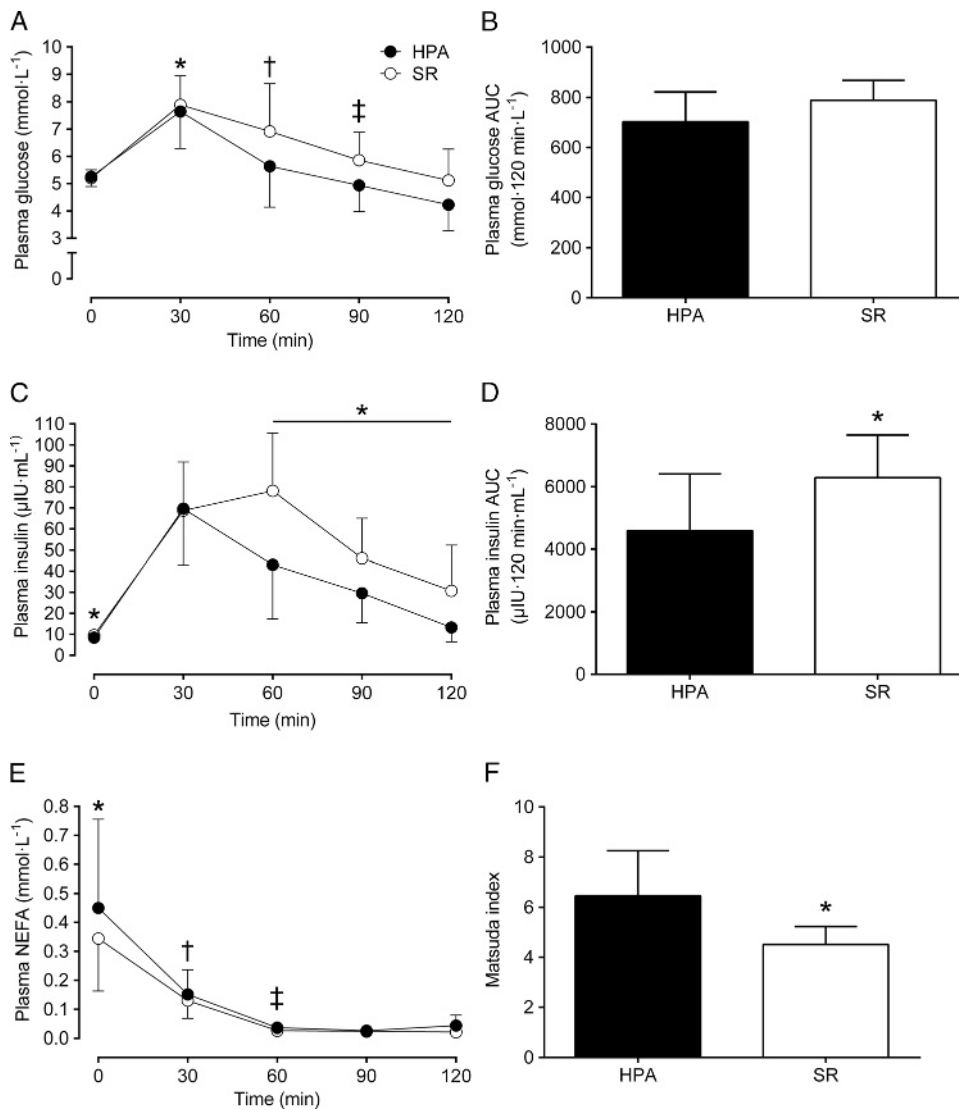 A
Plasma glucose (mmol·L⁻¹)
10
9
8
7
6
5
4
3
0
*
†
‡
HPA
SR
0 30 60 90 120
Time (min)
B
Plasma glucose AUC
(mmol·120 min·L⁻¹)
1000
800
600
400
200
0
HPA SR
C
Plasma insulin (µIU·mL⁻¹)
110
100
90
80
70
60
50
40
30
20
10
0
*
*
0 30 60 90 120
Time (min)
D
Plasma insulin AUC
(µIU·120 min·mL⁻¹)
8000
6000
4000
2000
0
*
HPA SR
E
Plasma NEFA (mmol·L⁻¹)
0.8
0.7
0.6
0.5
0.4
0.3
0.2
0.1
0.0
*
†
‡
0 30 60 90 120
Time (min)
F
Matsuda index
10
8
6
4
2
0
*
HPA SR